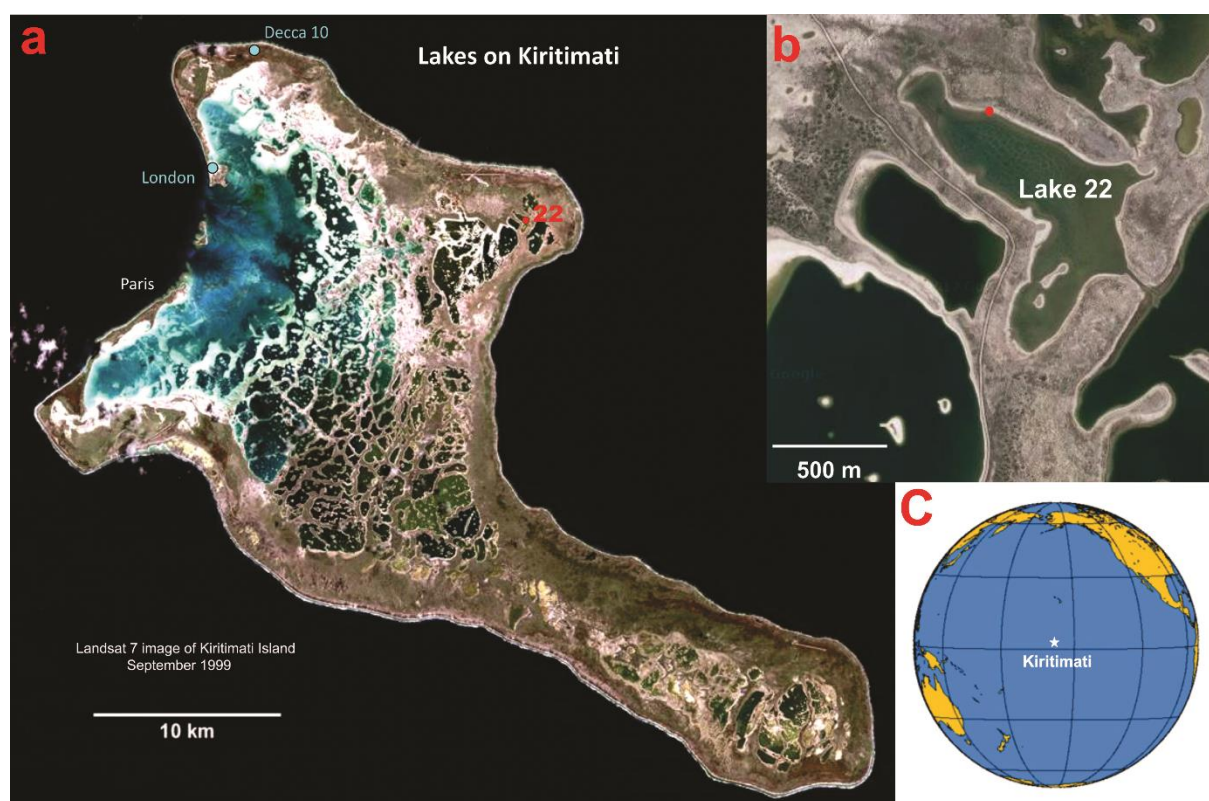 a
Decca 10
Lakes on Kiritimati
London
22
Paris
Landsat 7 image of Kiritimati Island
September 1999
10 km
b
Lake 22
500 m
C
Kiritimati